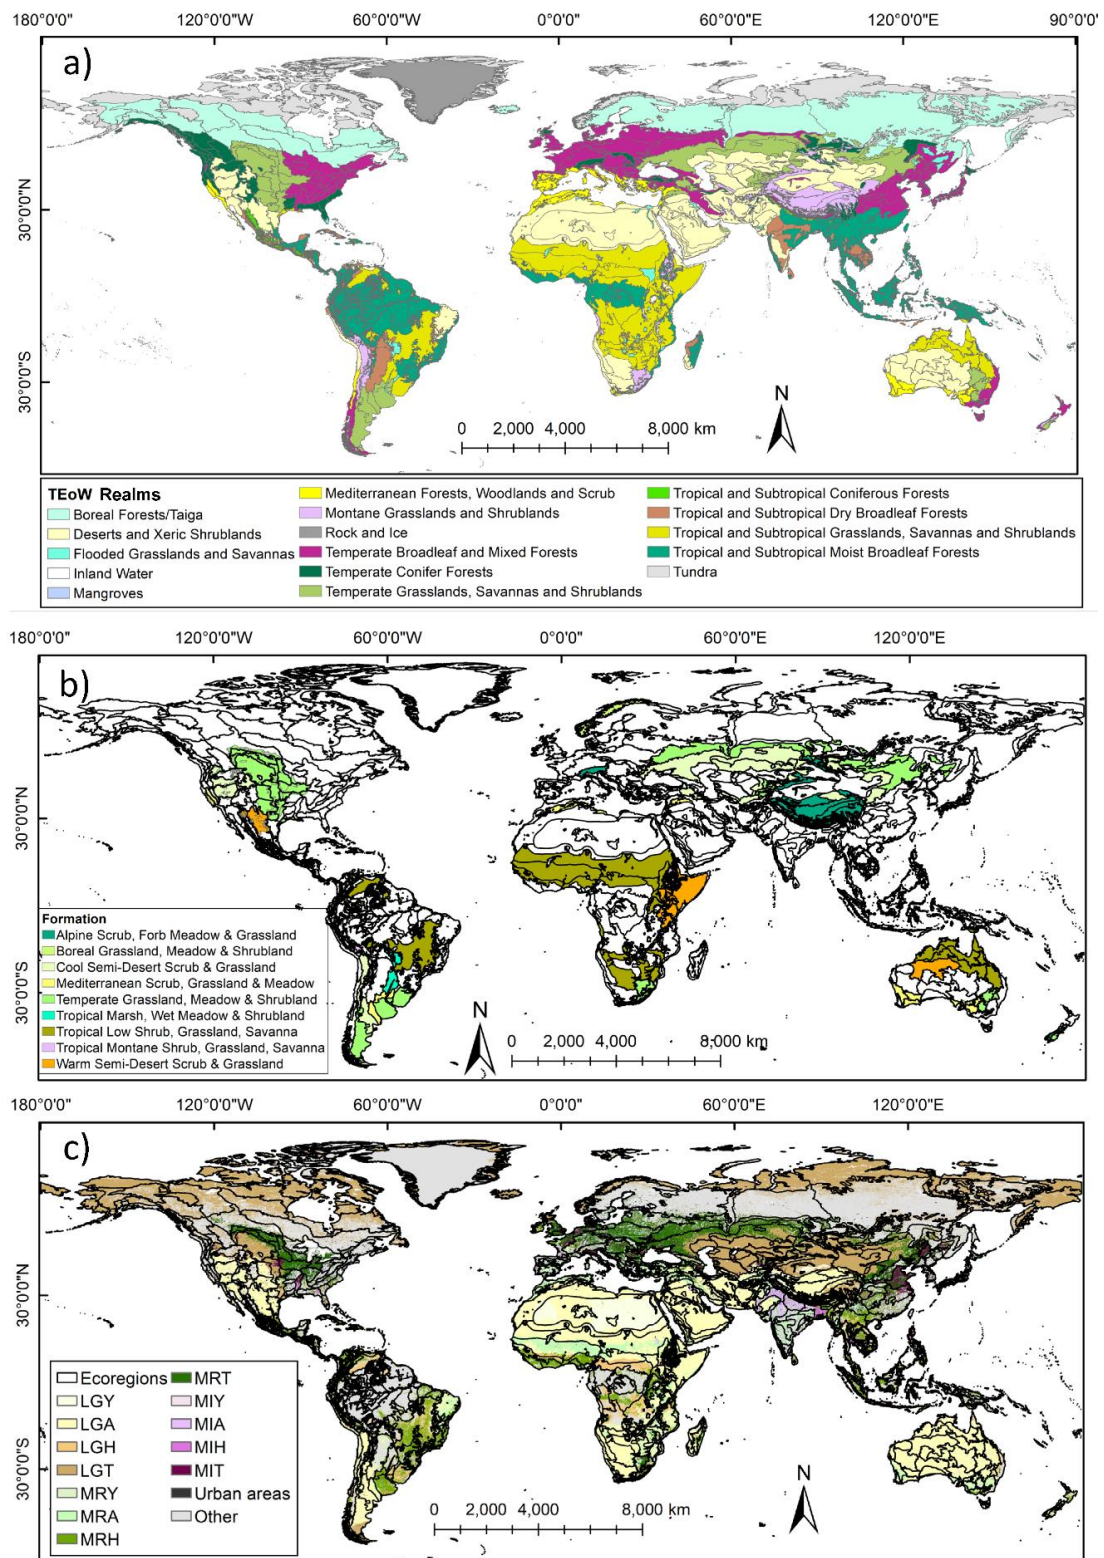 180°0'0" 120°0'0"W 60°0'0"W 0°0'0" 60°0'0"E 120°0'0"E 90°0'0"
a)
30°0'0"N
30°0'0"S
N
0 2,000 4,000 8,000 km
TEoW Realms
Boreal Forests/Taiga
Deserts and Xeric Shrublands
Flooded Grasslands and Savannas
Inland Water
Mangroves
Mediterranean Forests, Woodlands and Scrub
Montane Grasslands and Shrublands
Rock and Ice
Temperate Broadleaf and Mixed Forests
Temperate Conifer Forests
Temperate Grasslands, Savannas and Shrublands
Tropical and Subtropical Coniferous Forests
Tropical and Subtropical Dry Broadleaf Forests
Tropical and Subtropical Grasslands, Savannas and Shrublands
Tropical and Subtropical Moist Broadleaf Forests
Tundra
180°0'0" 120°0'0"W 60°0'0"W 0°0'0" 60°0'0"E 120°0'0"E
b)
30°0'0"N
30°0'0"S
Formation
Alpine Scrub, Forb Meadow & Grassland
Boreal Grassland, Meadow & Shrubland
Cool Semi-Desert Scrub & Grassland
Mediterranean Scrub, Grassland & Meadow
Temperate Grassland, Meadow & Shrubland
Tropical Marsh, Wet Meadow & Shrubland
Tropical Low Shrub, Grassland, Savanna
Tropical Montane Shrub, Grassland, Savanna
Warm Semi-Desert Scrub & Grassland
N
0 2,000 4,000 8,000 km
180°0'0" 120°0'0"W 60°0'0"W 0°0'0" 60°0'0"E 120°0'0"E
c)
30°0'0"N
30°0'0"S
Ecoregions
LGY
LGA
LGH
LGT
MRY
MRA
MRH
MRT
MIY
MIA
MIH
MIT
Urban areas
Other
N
0 2,000 4,000 8,000 km